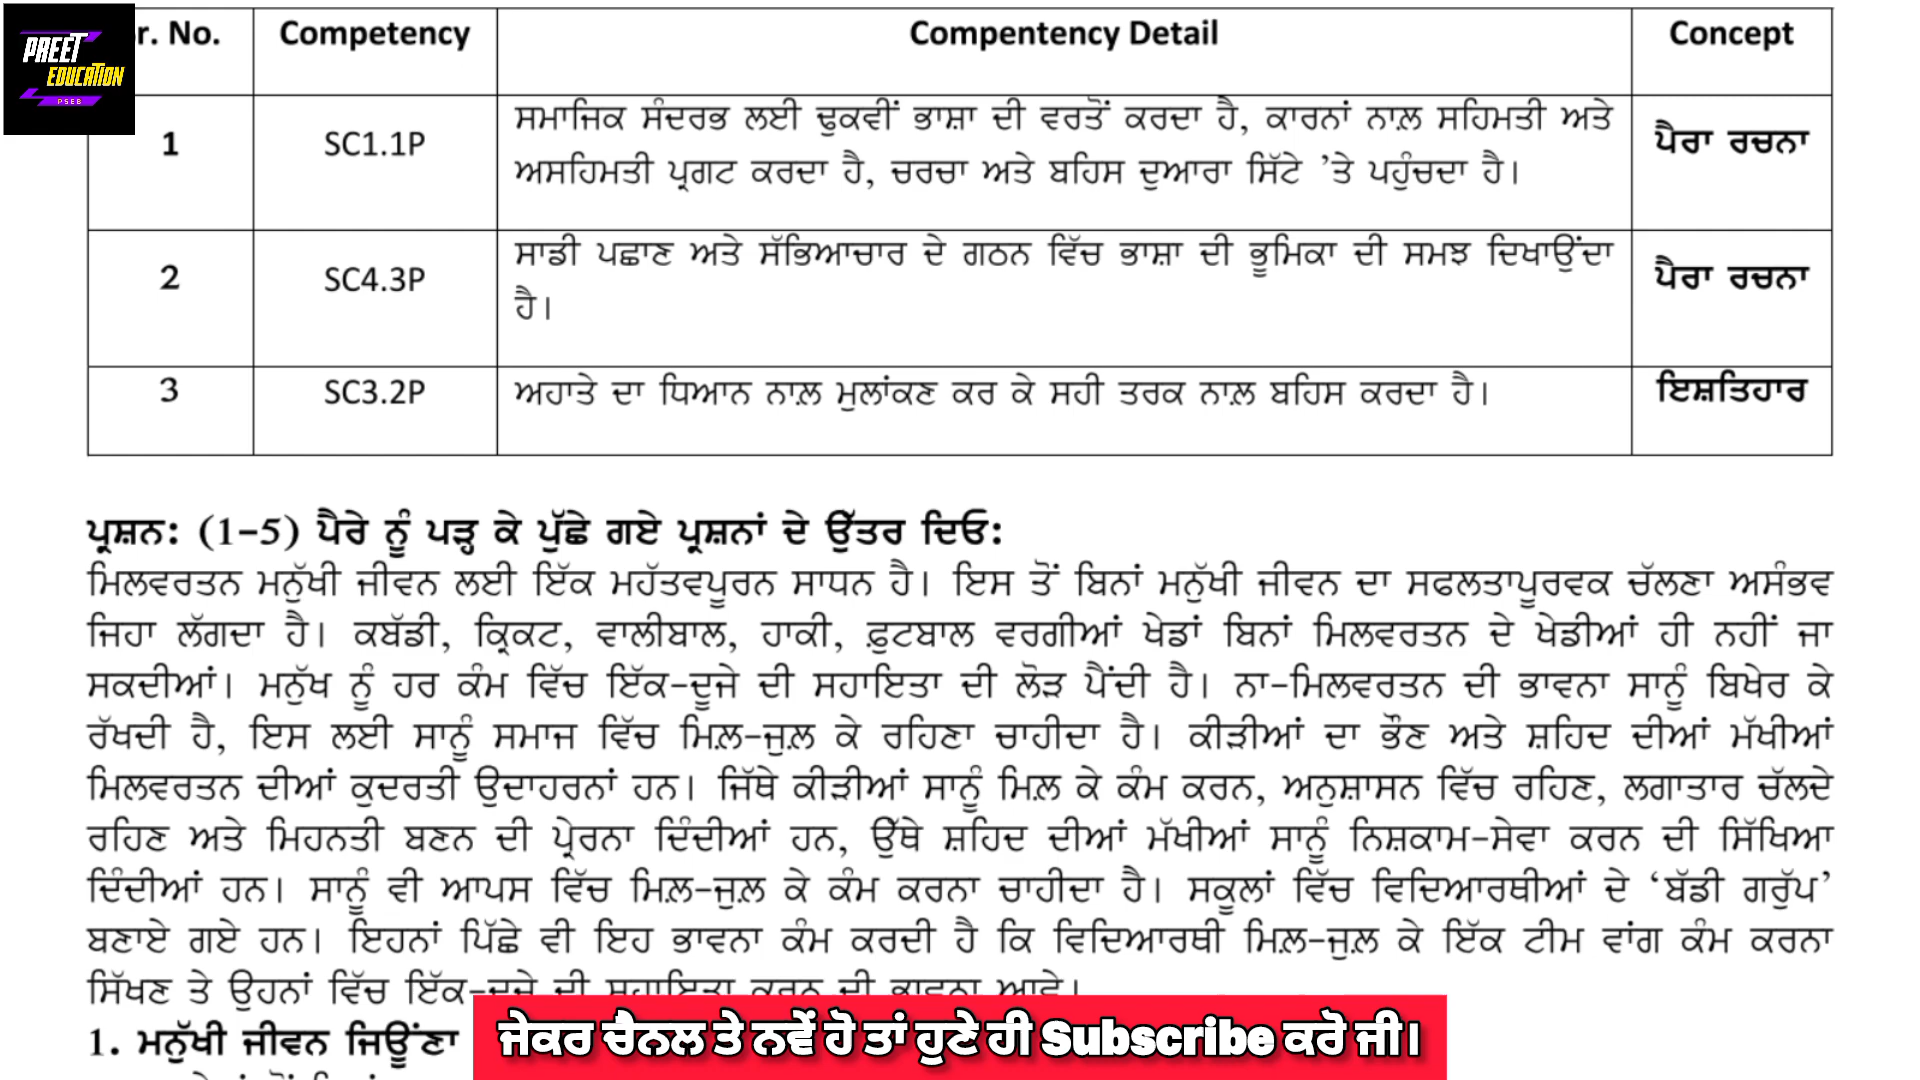 PREET
EDUCATION
PSEB
r. No. Competency Compentency Detail Concept
1 SC1.1P ਸਮਾਜਿਕ ਸੰਦਰਭ ਲਈ ਢੁਕਵੀਂ ਭਾਸ਼ਾ ਦੀ ਵਰਤੋਂ ਕਰਦਾ ਹੈ, ਕਾਰਨਾਂ ਨਾਲ਼ ਸਹਿਮਤੀ ਅਤੇ ਪੈਰਾ ਰਚਨਾ
ਅਸਹਿਮਤੀ ਪ੍ਰਗਟ ਕਰਦਾ ਹੈ, ਚਰਚਾ ਅਤੇ ਬਹਿਸ ਦੁਆਰਾ ਸਿੱਟੇ ’ਤੇ ਪਹੁੰਚਦਾ ਹੈ।
2 SC4.3P ਸਾਡੀ ਪਛਾਣ ਅਤੇ ਸੱਭਿਆਚਾਰ ਦੇ ਗਠਨ ਵਿੱਚ ਭਾਸ਼ਾ ਦੀ ਭੂਮਿਕਾ ਦੀ ਸਮਝ ਦਿਖਾਉਂਦਾ ਪੈਰਾ ਰਚਨਾ
ਹੈ।
3 SC3.2P ਅਹਾਤੇ ਦਾ ਧਿਆਨ ਨਾਲ਼ ਮੁਲਾਂਕਣ ਕਰ ਕੇ ਸਹੀ ਤਰਕ ਨਾਲ਼ ਬਹਿਸ ਕਰਦਾ ਹੈ। ਇਸ਼ਤਿਹਾਰ
ਪ੍ਰਸ਼ਨ: (1-5) ਪੈਰੇ ਨੂੰ ਪੜ੍ਹ ਕੇ ਪੁੱਛੇ ਗਏ ਪ੍ਰਸ਼ਨਾਂ ਦੇ ਉੱਤਰ ਦਿਓ:
ਮਿਲਵਰਤਨ ਮਨੁੱਖੀ ਜੀਵਨ ਲਈ ਇੱਕ ਮਹੱਤਵਪੂਰਨ ਸਾਧਨ ਹੈ। ਇਸ ਤੋਂ ਬਿਨਾਂ ਮਨੁੱਖੀ ਜੀਵਨ ਦਾ ਸਫਲਤਾਪੂਰਵਕ ਚੱਲਣਾ ਅਸੰਭਵ
ਜਿਹਾ ਲੱਗਦਾ ਹੈ। ਕਬੱਡੀ, ਕ੍ਰਿਕਟ, ਵਾਲੀਬਾਲ, ਹਾਕੀ, ਫ਼ੁਟਬਾਲ ਵਰਗੀਆਂ ਖੇਡਾਂ ਬਿਨਾਂ ਮਿਲਵਰਤਨ ਦੇ ਖੇਡੀਆਂ ਹੀ ਨਹੀਂ ਜਾ
ਸਕਦੀਆਂ। ਮਨੁੱਖ ਨੂੰ ਹਰ ਕੰਮ ਵਿੱਚ ਇੱਕ-ਦੂਜੇ ਦੀ ਸਹਾਇਤਾ ਦੀ ਲੋੜ ਪੈਂਦੀ ਹੈ। ਨਾ-ਮਿਲਵਰਤਨ ਦੀ ਭਾਵਨਾ ਸਾਨੂੰ ਬਿਖੇਰ ਕੇ
ਰੱਖਦੀ ਹੈ, ਇਸ ਲਈ ਸਾਨੂੰ ਸਮਾਜ ਵਿੱਚ ਮਿਲ਼-ਜੁਲ਼ ਕੇ ਰਹਿਣਾ ਚਾਹੀਦਾ ਹੈ। ਕੀੜੀਆਂ ਦਾ ਭੌਣ ਅਤੇ ਸ਼ਹਿਦ ਦੀਆਂ ਮੱਖੀਆਂ
ਮਿਲਵਰਤਨ ਦੀਆਂ ਕੁਦਰਤੀ ਉਦਾਹਰਨਾਂ ਹਨ। ਜਿੱਥੇ ਕੀੜੀਆਂ ਸਾਨੂੰ ਮਿਲ਼ ਕੇ ਕੰਮ ਕਰਨ, ਅਨੁਸ਼ਾਸਨ ਵਿੱਚ ਰਹਿਣ, ਲਗਾਤਾਰ ਚੱਲਦੇ
ਰਹਿਣ ਅਤੇ ਮਿਹਨਤੀ ਬਣਨ ਦੀ ਪ੍ਰੇਰਨਾ ਦਿੰਦੀਆਂ ਹਨ, ਉੱਥੇ ਸ਼ਹਿਦ ਦੀਆਂ ਮੱਖੀਆਂ ਸਾਨੂੰ ਨਿਸ਼ਕਾਮ-ਸੇਵਾ ਕਰਨ ਦੀ ਸਿੱਖਿਆ
ਦਿੰਦੀਆਂ ਹਨ। ਸਾਨੂੰ ਵੀ ਆਪਸ ਵਿੱਚ ਮਿਲ਼-ਜੁਲ਼ ਕੇ ਕੰਮ ਕਰਨਾ ਚਾਹੀਦਾ ਹੈ। ਸਕੂਲਾਂ ਵਿੱਚ ਵਿਦਿਆਰਥੀਆਂ ਦੇ ‘ਬੱਡੀ ਗਰੁੱਪ’
ਬਣਾਏ ਗਏ ਹਨ। ਇਹਨਾਂ ਪਿੱਛੇ ਵੀ ਇਹ ਭਾਵਨਾ ਕੰਮ ਕਰਦੀ ਹੈ ਕਿ ਵਿਦਿਆਰਥੀ ਮਿਲ਼-ਜੁਲ਼ ਕੇ ਇੱਕ ਟੀਮ ਵਾਂਗ ਕੰਮ ਕਰਨਾ
ਸਿੱਖਣ ਤੇ ਉਹਨਾਂ ਵਿੱਚ ਇੱਕ-ਦੂਜੇ ਦੀ ਸਹਾਇਤਾ ਕਰਨ ਦੀ ਭਾਵਨਾ ਆਵੇ।
1. ਮਨੁੱਖੀ ਜੀਵਨ ਜਿਊਂਣਾ
ਜੇਕਰ ਚੈਨਲ ਤੇ ਨਵੇਂ ਹੋ ਤਾਂ ਹੁਣੇ ਹੀ Subscribe ਕਰੋ ਜੀ।